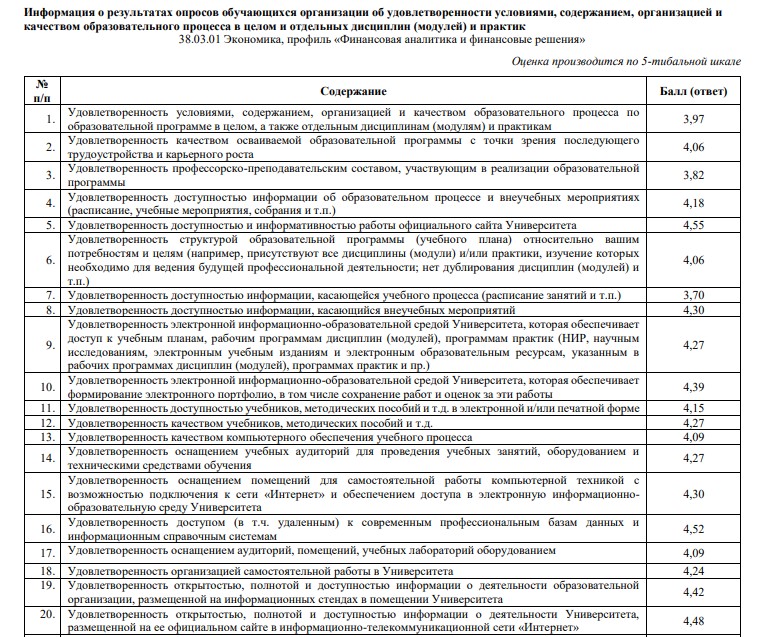 Информация о результатах опросов обучающихся организации об удовлетворенности условиями, содержанием, организацией и
качеством образовательного процесса в целом и отдельных дисциплин (модулей) и практик
38.03.01 Экономика, профиль «Финансовая аналитика и финансовые решения»
Оценка производится по 5-тибальной шкале
№
п/п
Содержание
Балл (ответ)
1. Удовлетворенность условиями, содержанием, организацией и качеством образовательного процесса по
образовательной программе в целом, а также отдельным дисциплинам (модулям) и практикам
3,97
2. Удовлетворенность качеством осваиваемой образовательной программы с точки зрения последующего
трудоустройства и карьерного роста
4,06
3. Удовлетворенность профессорско-преподавательским составом, участвующим в реализации образовательной
программы
3,82
4. Удовлетворенность доступностью информации об образовательном процессе и внеучебных мероприятиях
(расписание, учебные мероприятия, собрания и т.п.)
4,18
5. Удовлетворенность доступностью и информативностью работы официального сайта Университета
4,55
6. Удовлетворенность структурой образовательной программы (учебного плана) относительно вашим
потребностям и целям (например, присутствуют все дисциплины (модули) и/или практики, изучение которых
необходимо для ведения будущей профессиональной деятельности; нет дублирования дисциплин (модулей) и
т.п.)
4,06
7. Удовлетворенность доступностью информации, касающейся учебного процесса (расписание занятий и т.п.)
3,70
8. Удовлетворенность доступностью информации, касающийся внеучебных мероприятий
4,30
9. Удовлетворенность электронной информационно-образовательной средой Университета, которая обеспечивает
доступ к учебным планам, рабочим программам дисциплин (модулей), программам практик (НИР, научным
исследованиям, электронным учебным изданиям и электронным образовательным ресурсам, указанным в
рабочих программах дисциплин (модулей), программах практик и пр.)
4,27
10. Удовлетворенность электронной информационно-образовательной средой Университета, которая обеспечивает
формирование электронного портфолио, в том числе сохранение работ и оценок за эти работы
4,39
11. Удовлетворенность доступностью учебников, методических пособий и т.д. в электронной и/или печатной форме
4,15
12. Удовлетворенность качеством учебников, методических пособий и т.д.
4,27
13. Удовлетворенность качеством компьютерного обеспечения учебного процесса
4,09
14. Удовлетворенность оснащением учебных аудиторий для проведения учебных занятий, оборудованием и
техническими средствами обучения
4,27
15. Удовлетворенность оснащением помещений для самостоятельной работы компьютерной техникой с
возможностью подключения к сети «Интернет» и обеспечением доступа в электронную информационно-
образовательную среду Университета
4,30
16. Удовлетворенность доступом (в т.ч. удаленным) к современным профессиональным базам данных и
информационным справочным системам
4,52
17. Удовлетворенность оснащением аудиторий, помещений, учебных лабораторий оборудованием
4,09
18. Удовлетворенность организацией самостоятельной работы в Университета
4,24
19. Удовлетворенность открытостью, полнотой и доступностью информации о деятельности образовательной
организации, размещенной на информационных стендах в помещении Университета
4,42
20. Удовлетворенность открытостью, полнотой и доступностью информации о деятельности Университета,
размещенной на ее официальном сайте в информационно-телекоммуникационной сети «Интернет»
4,48